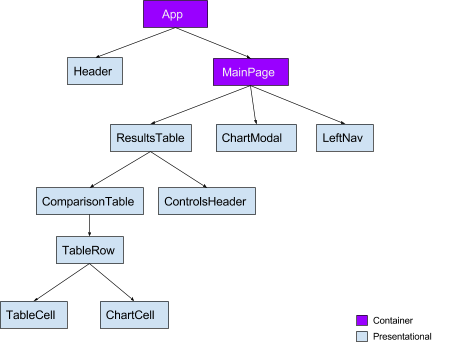 App
Header
MainPage
ResultsTable
ChartModal
LeftNav
ComparisonTable
ControlsHeader
TableRow
TableCell
ChartCell
Container
Presentational